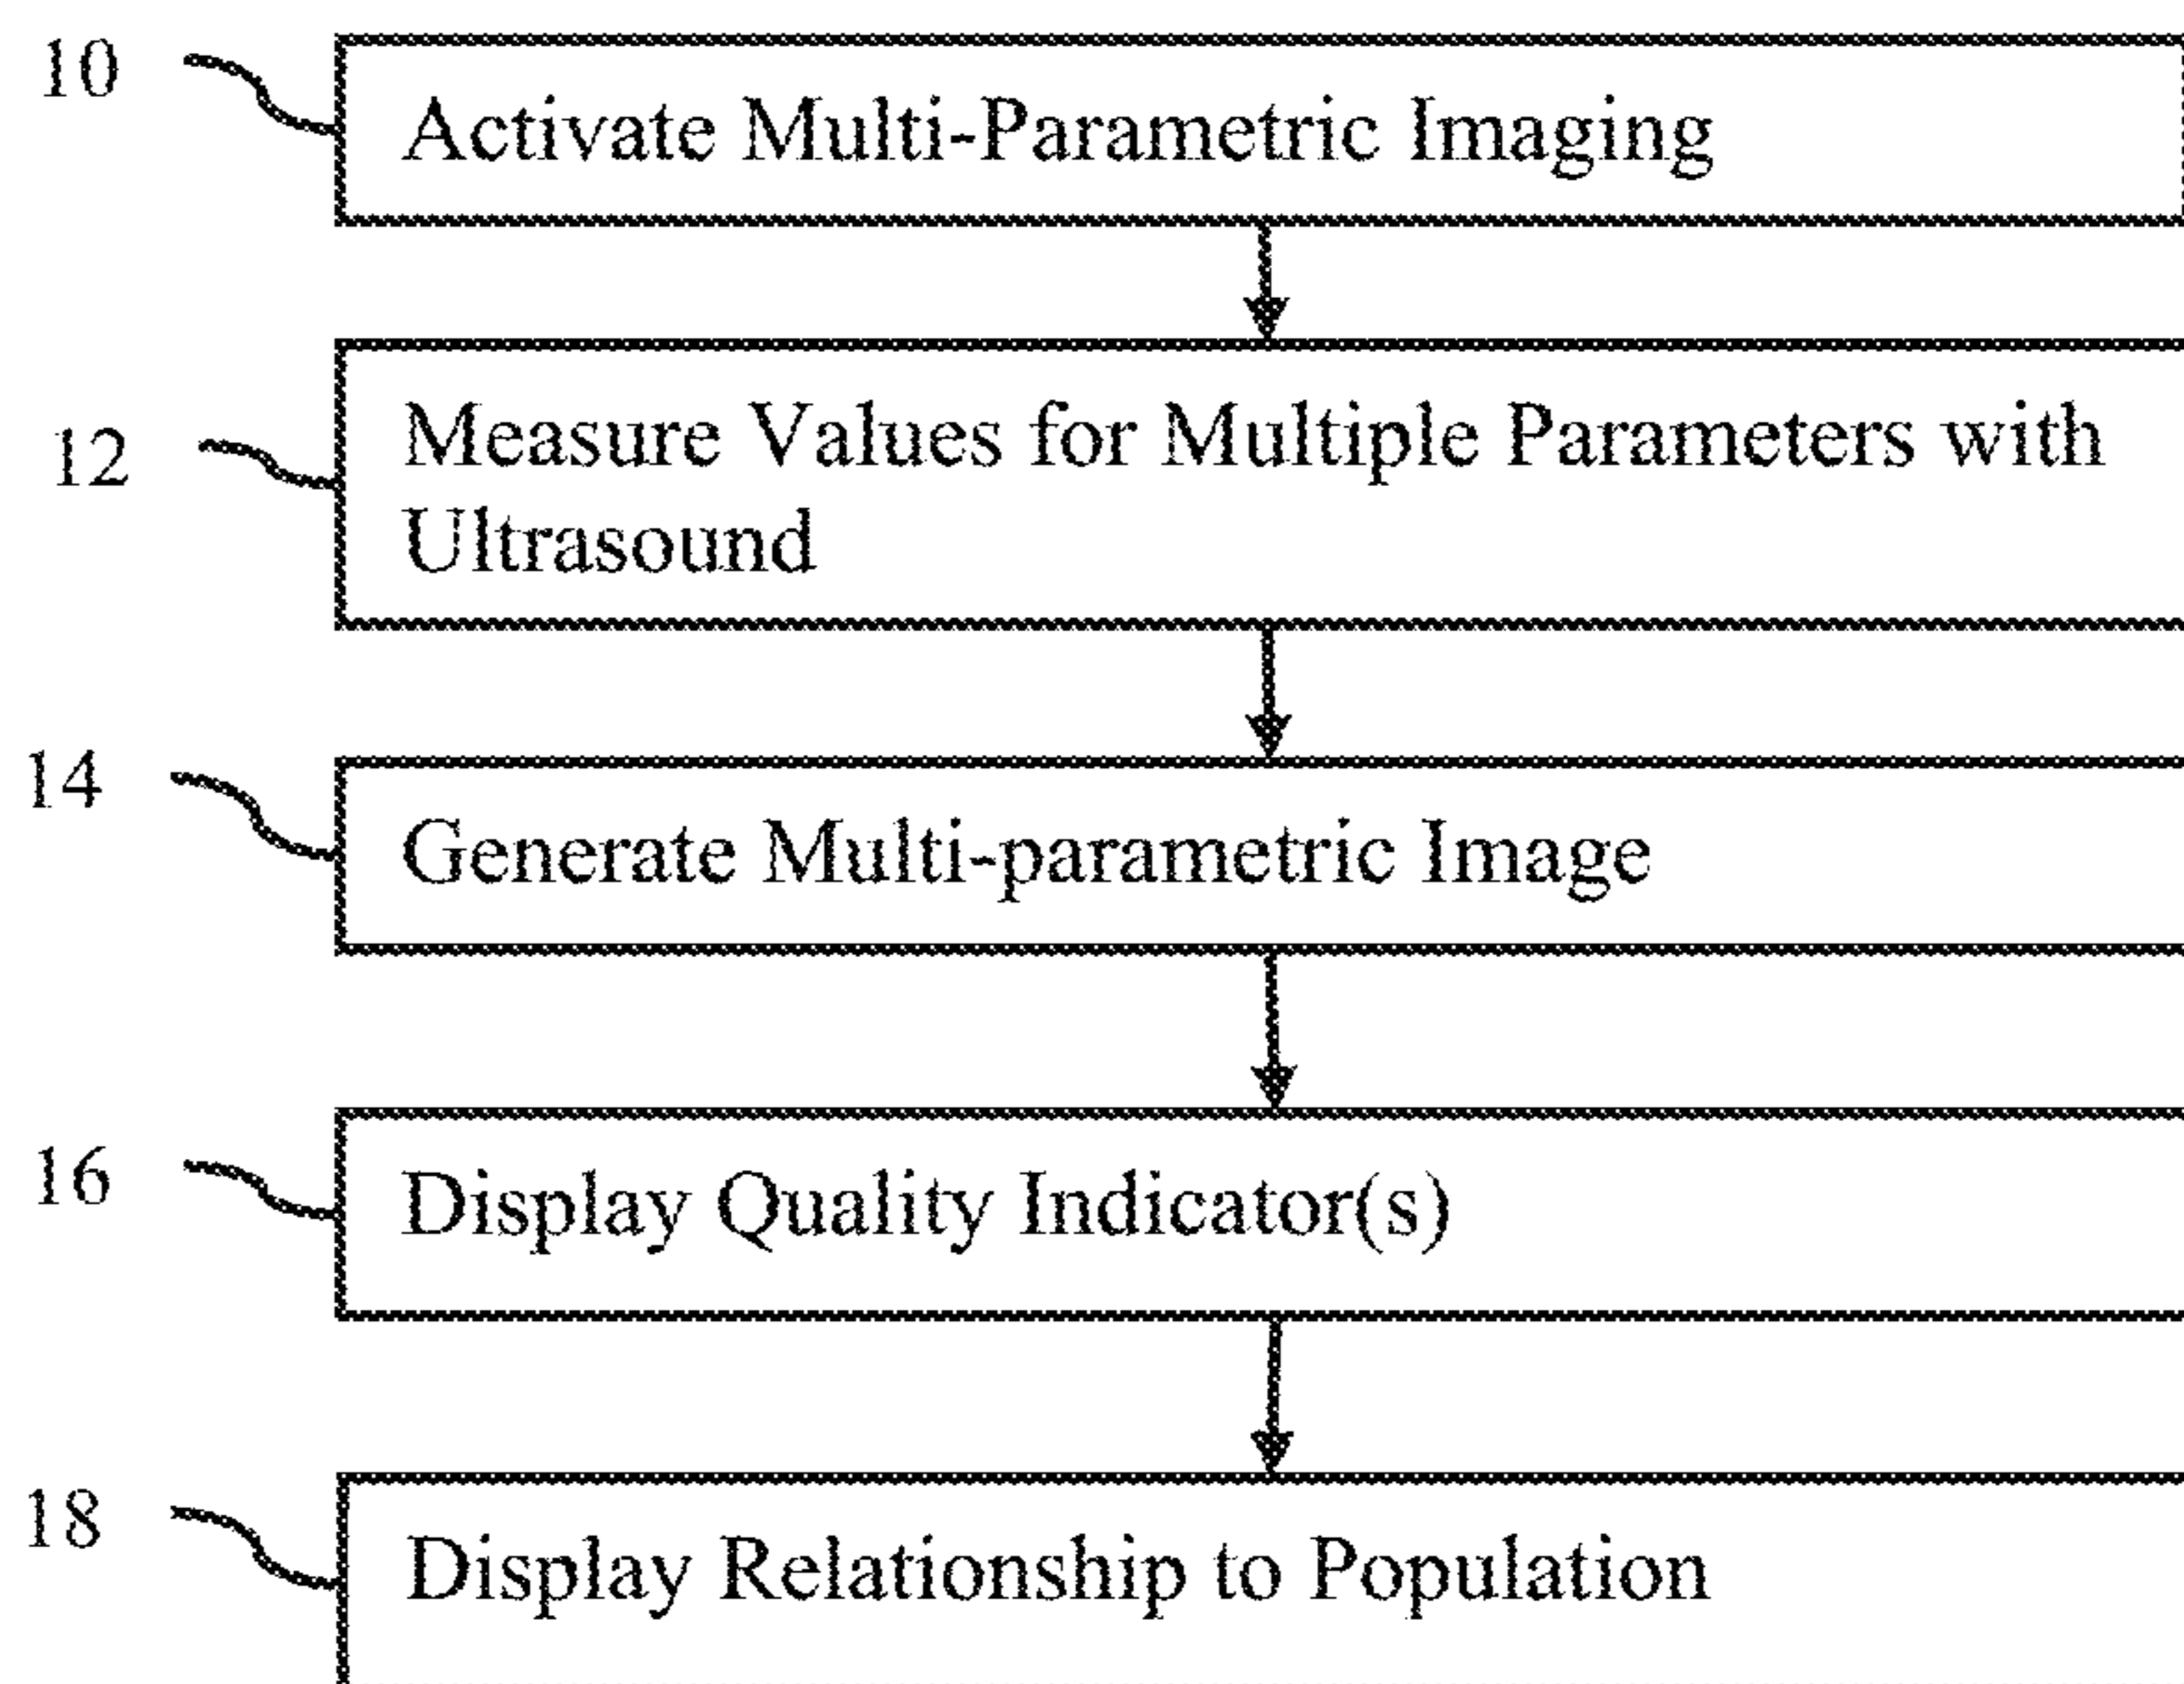 10
Activate Multi-Parametric Imaging
12
Measure Values for Multiple Parameters with
Ultrasound
14
Generate Multi-parametric Image
16
Display Quality Indicator(s)
18
Display Relationship to Population